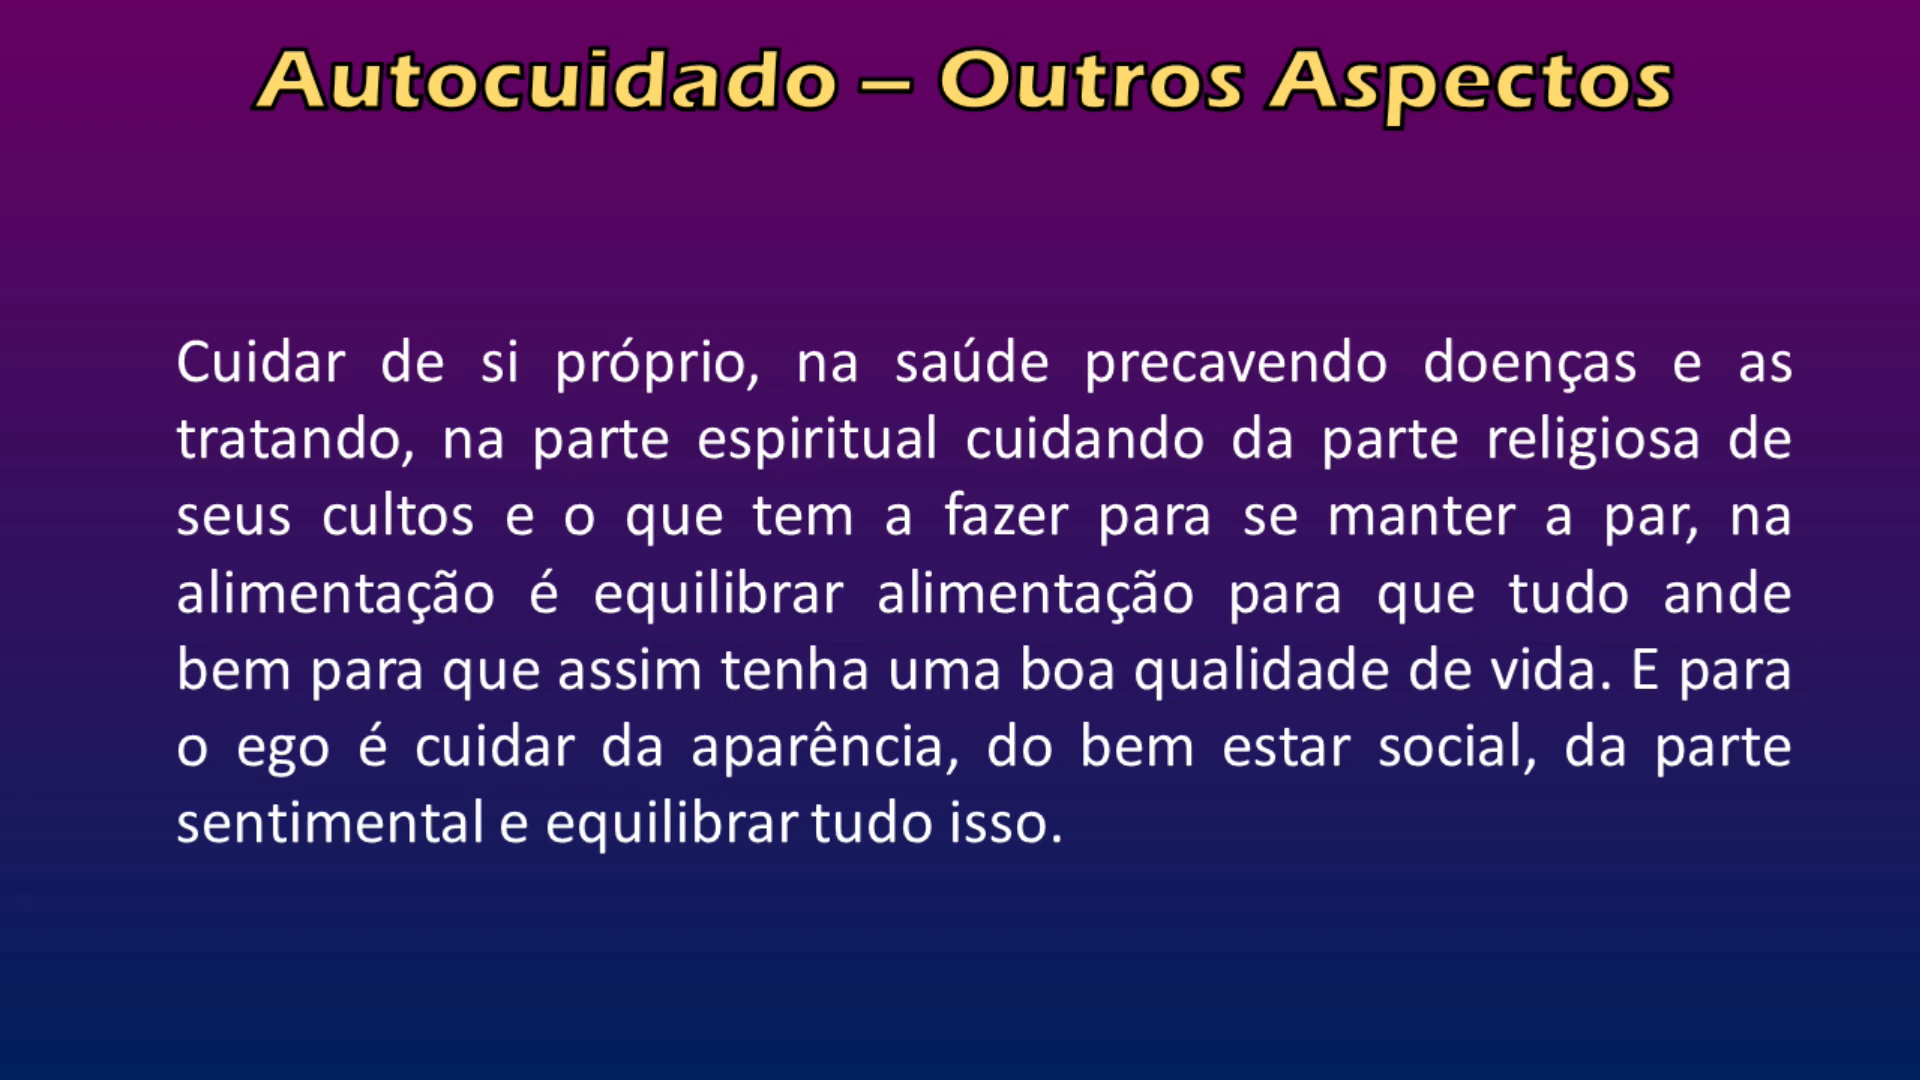 Autocuidado – Outros Aspectos
Cuidar de si próprio, na saúde precavendo doenças e as
tratando, na parte espiritual cuidando da parte religiosa de
seus cultos e o que tem a fazer para se manter a par, na
alimentação é equilibrar alimentação para que tudo ande
bem para que assim tenha uma boa qualidade de vida. E para
o ego é cuidar da aparência, do bem estar social, da parte
sentimental e equilibrar tudo isso.